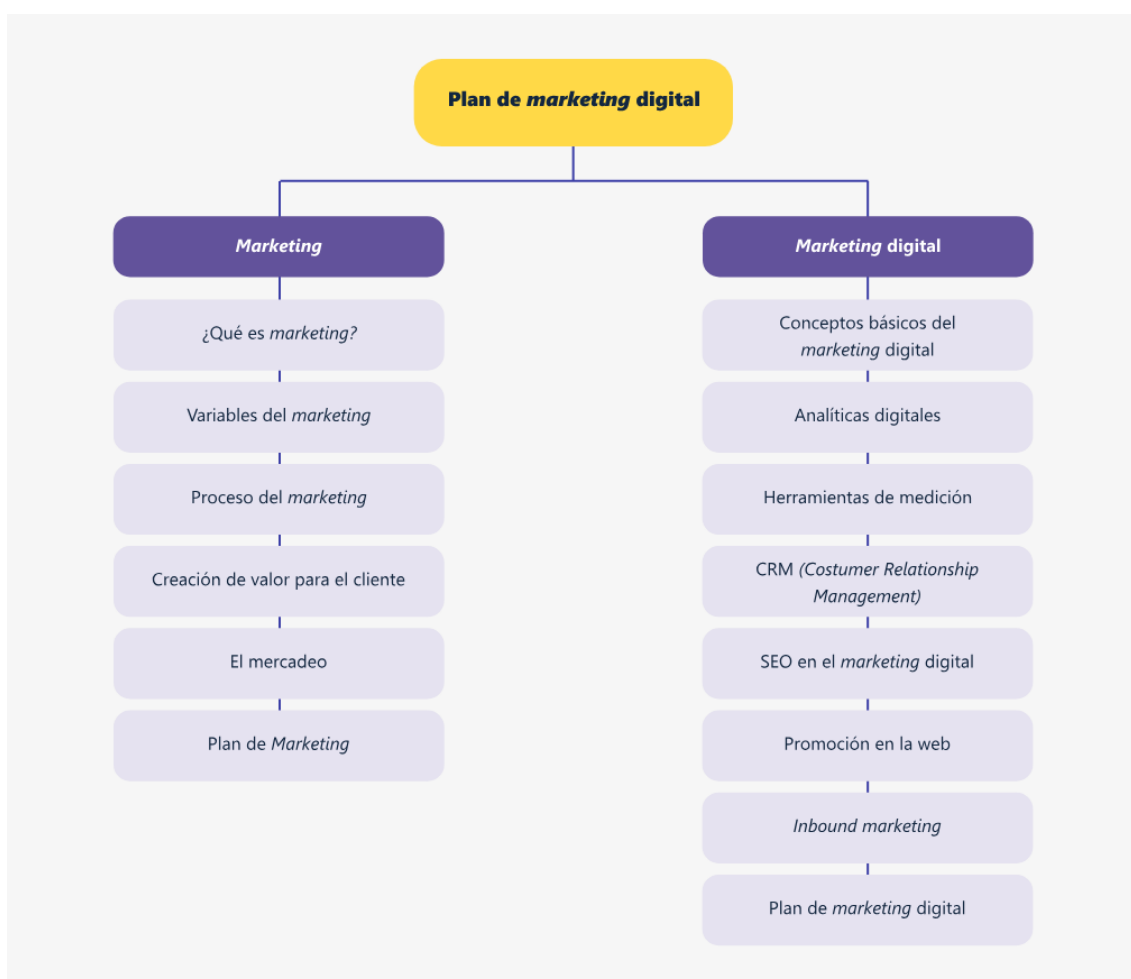 Plan de marketing digital
Marketing
¿Qué es marketing?
Variables del marketing
Proceso del marketing
Creación de valor para el cliente
El mercadeo
Plan de Marketing
Marketing digital
Conceptos básicos del
marketing digital
Analíticas digitales
Herramientas de medición
CRM (Costumer Relationship
Management)
SEO en el marketing digital
Promoción en la web
Inbound marketing
Plan de marketing digital